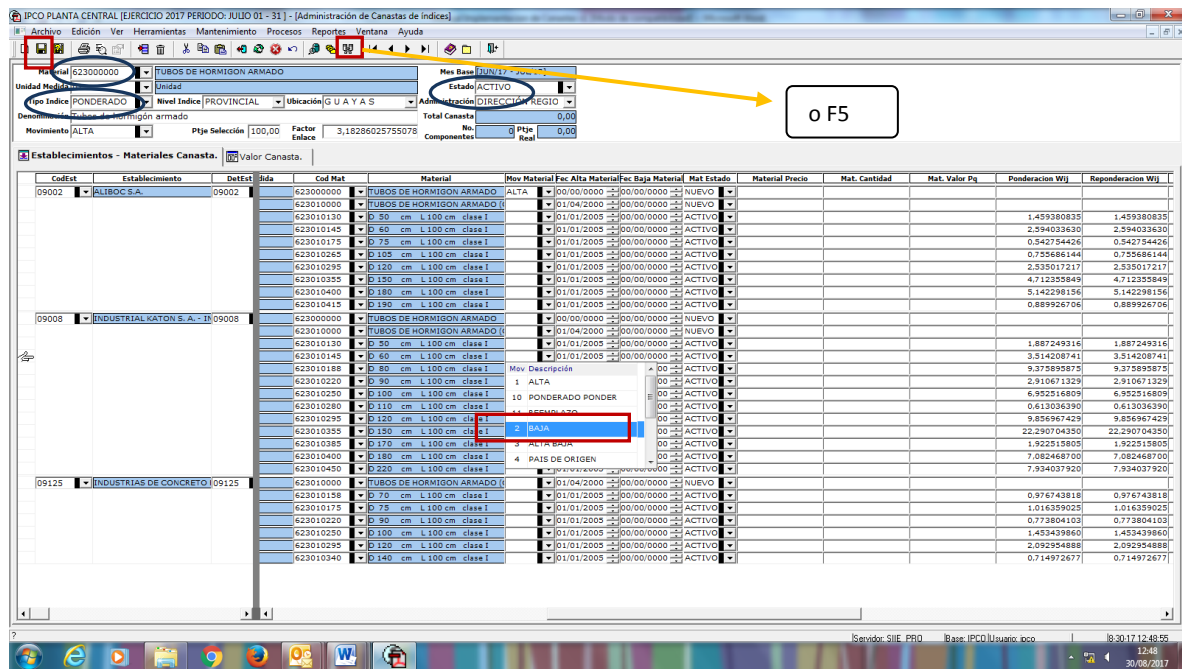 IPCO PLANTA CENTRAL [EJERCICIO 2017 PERIODO: JULIO 01 - 31 ] - [Administración de Canastas de índices]
Archivo Edición Ver Herramientas Mantenimiento Procesos Reportes Ventana Ayuda
Material 623000000 TUBOS DE HORMIGON ARMADO Mes Base
Unidad Medida Unidad Estado ACTIVO
Tipo Indice PONDERADO Nivel Indice PROVINCIAL Ubicación G U A Y A S Administración DIRECCIÓN REGIO
Denominación Tubos de hormigón armado Total Canasta 0,00
Movimiento ALTA Ptje Selección 100,00 Factor Enlace 3,18286025755078 No. Componentes 0 Ptje Real 0,00
o F5
Establecimientos - Materiales Canasta. Valor Canasta.
CodEst Establecimiento DetEst dida Cod Mat Material Mov Material Fec Alta Material Fec Baja Material Mat Estado Material Precio Mat. Cantidad Mat. Valor Pq Ponderacion Wij Reponderacion Wij
09002 ALIBOC S.A. 09002 623000000 TUBOS DE HORMIGON ARMADO ALTA 00/00/0000 00/00/0000 NUEVO
623010000 TUBOS DE HORMIGON ARMADO 01/04/2000 00/00/0000 NUEVO
623010130 D 50 cm L 100 cm clase I 01/01/2005 00/00/0000 ACTIVO 1,459380835 1,459380835
623010145 D 60 cm L 100 cm clase I 01/01/2005 00/00/0000 ACTIVO 2,594033630 2,594033630
623010175 D 75 cm L 100 cm clase I 01/01/2005 00/00/0000 ACTIVO 0,542754426 0,542754426
623010265 D 105 cm L 100 cm clase I 01/01/2005 00/00/0000 ACTIVO 0,755686144 0,755686144
623010295 D 120 cm L 100 cm clase I 01/01/2005 00/00/0000 ACTIVO 2,535017217 2,535017217
623010355 D 150 cm L 100 cm clase I 01/01/2005 00/00/0000 ACTIVO 4,712355849 4,712355849
623010400 D 180 cm L 100 cm clase I 01/01/2005 00/00/0000 ACTIVO 5,142298156 5,142298156
623010415 D 190 cm L 100 cm clase I 01/01/2005 00/00/0000 ACTIVO 0,889926706 0,889926706
09008 INDUSTRIAL KATON S. A. - IN 09008 623000000 TUBOS DE HORMIGON ARMADO 00/00/0000 00/00/0000 NUEVO
623010000 TUBOS DE HORMIGON ARMADO 01/04/2000 00/00/0000 NUEVO
623010130 D 50 cm L 100 cm clase I 01/01/2005 00/00/0000 ACTIVO 1,887249316 1,887249316
623010145 D 60 cm L 100 cm clase I 01/01/2005 00/00/0000 ACTIVO 3,514208741 3,514208741
623010188 D 80 cm L 100 cm clase I Mov Descripción 00 ACTIVO 9,375895875 9,375895875
623010220 D 90 cm L 100 cm clase I 1 ALTA 00 ACTIVO 2,910671329 2,910671329
623010250 D 100 cm L 100 cm clase I 10 PONDERADO PONDER 00 ACTIVO 6,952516809 6,952516809
623010280 D 110 cm L 100 cm clase I 11 REEMPLAZO 00 ACTIVO 0,613036390 0,613036390
623010295 D 120 cm L 100 cm clase I 2 BAJA 00 ACTIVO 9,856967429 9,856967429
623010355 D 150 cm L 100 cm clase I 00 ACTIVO 22,290704350 22,290704350
623010385 D 170 cm L 100 cm clase I 3 ALTA BAJA 00 ACTIVO 1,922515805 1,922515805
623010400 D 180 cm L 100 cm clase I 4 PAIS DE ORIGEN 00 ACTIVO 7,082468700 7,082468700
623010450 D 220 cm L 100 cm clase I 01/01/2005 00/00/0000 ACTIVO 7,934037920 7,934037920
09125 INDUSTRIAS DE CONCRETO 09125 623010000 TUBOS DE HORMIGON ARMADO 01/04/2000 00/00/0000 NUEVO
623010158 D 70 cm L 100 cm clase I 01/01/2005 00/00/0000 ACTIVO 0,976743818 0,976743818
623010175 D 75 cm L 100 cm clase I 01/01/2005 00/00/0000 ACTIVO 1,016359025 1,016359025
623010220 D 90 cm L 100 cm clase I 01/01/2005 00/00/0000 ACTIVO 0,773804103 0,773804103
623010250 D 100 cm L 100 cm clase I 01/01/2005 00/00/0000 ACTIVO 1,453439860 1,453439860
623010295 D 120 cm L 100 cm clase I 01/01/2005 00/00/0000 ACTIVO 2,092954888 2,092954888
623010340 D 140 cm L 100 cm clase I 01/01/2005 00/00/0000 ACTIVO 0,714972677 0,714972677
? Servidor: SIIE_PRO Base: IPCO Usuario: ipco 8-30-17 12:48:55
12:48
30/08/2017